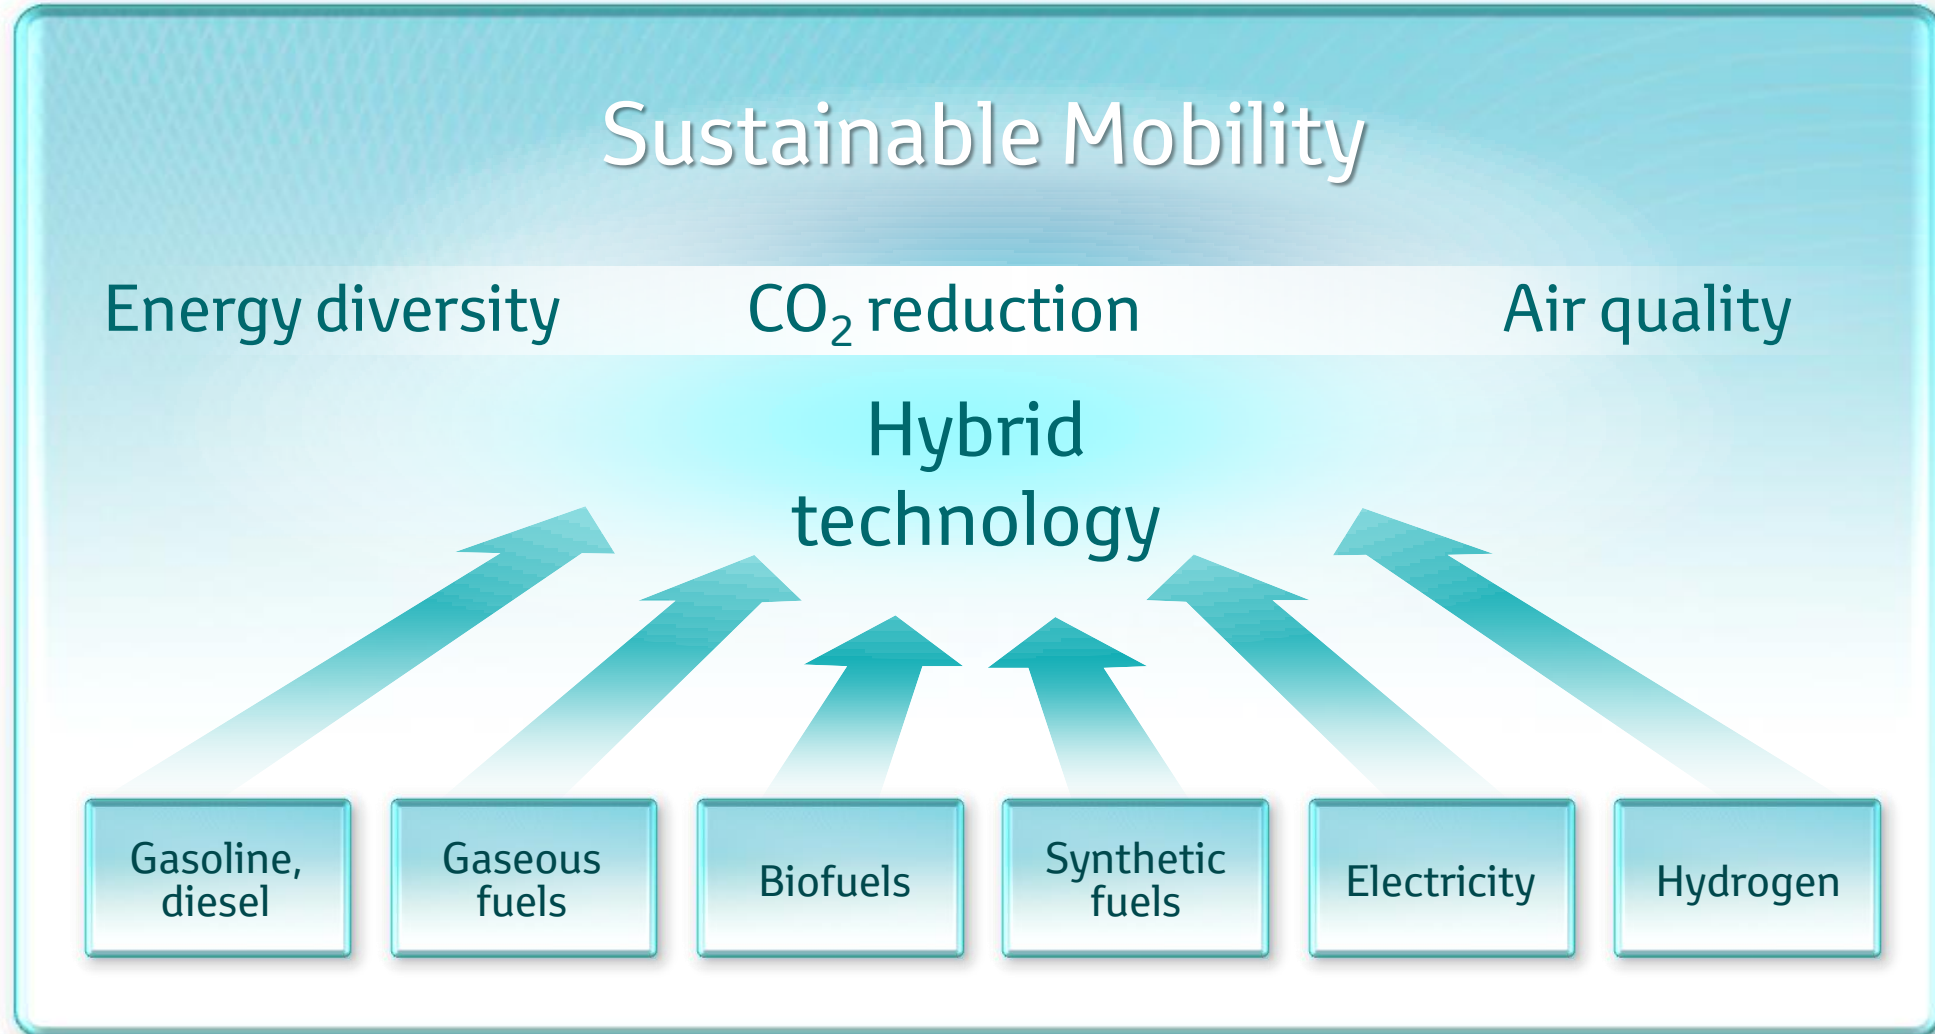 Sustainable Mobility
Energy diversity
CO₂ reduction
Air quality
Hybrid
technology
Gasoline,
diesel
Gaseous
fuels
Biofuels
Synthetic
fuels
Electricity
Hydrogen